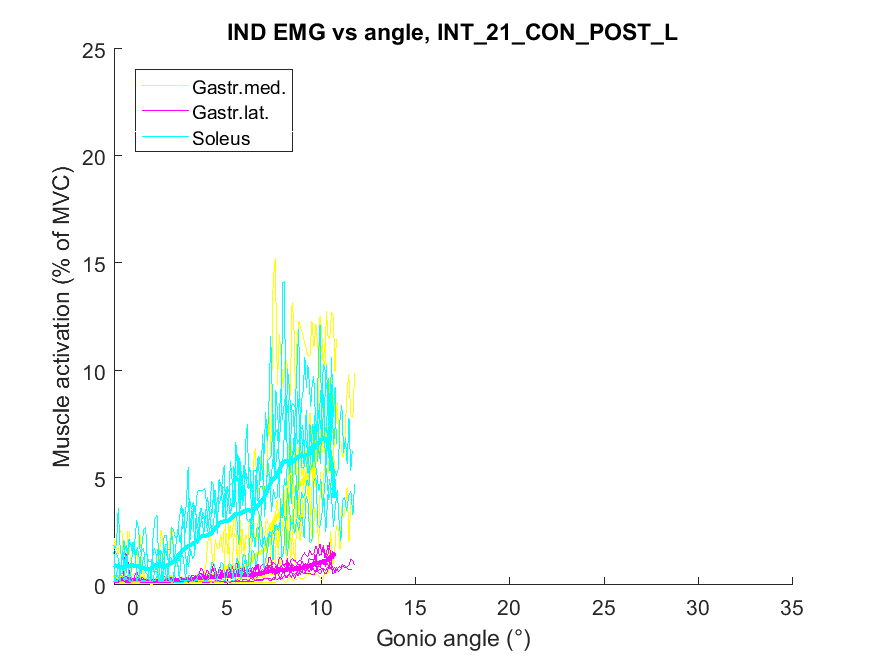 IND EMG vs angle, INT_21_CON_POST_L
25
20
15
10
5
0
Muscle activation (% of MVC)
Gastr.med.
Gastr.lat.
Soleus
0 5 10 15 20 25 30 35
Gonio angle (°)